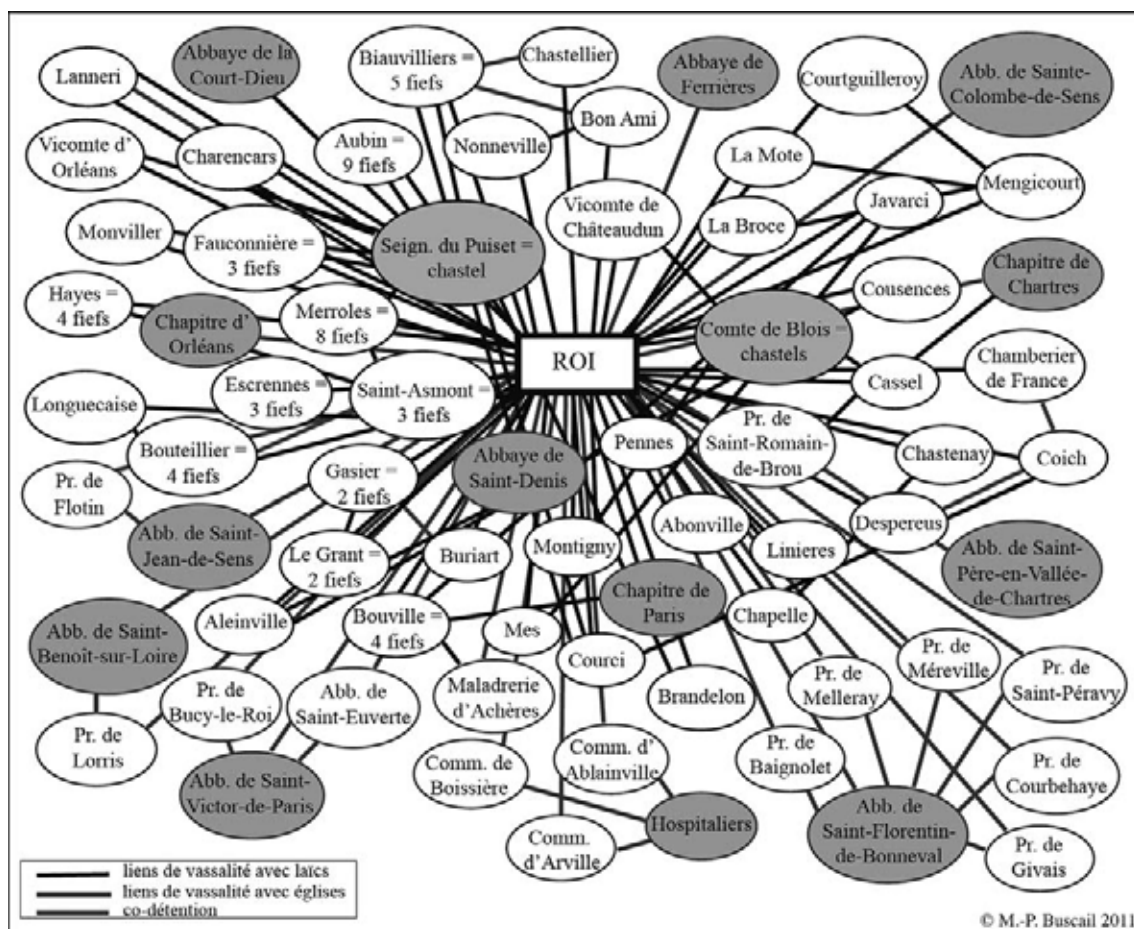 Abbaye de la
Court-Dieu
Lanneri
Biauvilliers =
5 fiefs
Chastellier
Abbaye de
Ferrières
Courtguilleroy
Abb. de Sainte-
Colombe-de-Sens
Vicomte d'
Orléans
Charencars
Aubin =
9 fiefs
Nonneville
Bon Ami
La Mote
Mengicourt
Monviller
Fauconnière =
3 fiefs
Seign. du Puiset =
chastel
Vicomte de
Châteaudun
La Broce
Javarci
Hayes =
4 fiefs
Chapitre d'
Orléans
Merroles =
8 fiefs
ROI
Comte de Blois =
chastels
Cousences
Chapitre de
Chartres
Longuecaise
Escrennes =
3 fiefs
Saint-Asmont =
3 fiefs
Cassel
Chamberier
de France
Bouteillier =
4 fiefs
Pr. de
Flotin
Gasier =
2 fiefs
Abbaye de
Saint-Denis
Pennes
Pr. de
Saint-Romain-
de-Brou
Chastenay
Coich
Abb. de Saint-
Jean-de-Sens
Le Grant =
2 fiefs
Buriart
Montigny
Abonville
Linieres
Despereus
Abb. de Saint-
Père-en-Vallée-
de-Chartres
Abb. de Saint-
Benoît-sur-Loire
Aleinville
Bouville =
4 fiefs
Mes
Chapitre de
Paris
Chapelle
Courci
Pr. de
Bucy-le-Roi
Abb. de
Saint-Euverte
Maladrerie
d'Achères
Brandelon
Pr. de
Melleray
Pr. de
Méreville
Pr. de
Saint-Péravy
Pr. de
Lorris
Abb. de Saint-
Victor-de-Paris
Comm. de
Boissière
Comm. d'
Ablainville
Pr. de
Baignolet
Pr. de
Courbehaye
Comm.
d'Arville
Hospitaliers
Abb. de
Saint-Florentin-
de-Bonneval
Pr. de
Givais
liens de vassalité avec laïcs
liens de vassalité avec églises
co-détention
© M.-P. Buscail 2011